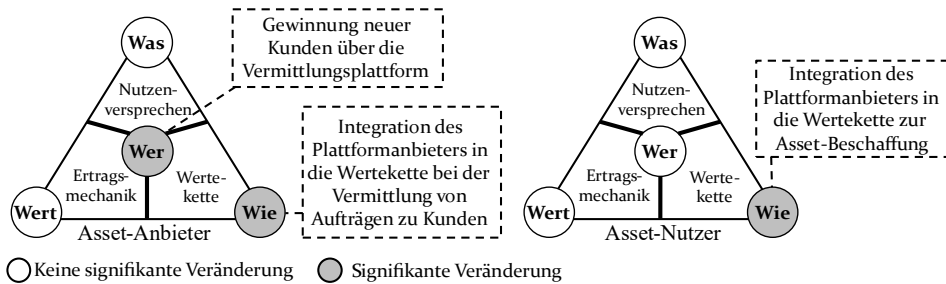 Was
Nutzen-
versprechen
Wer
Ertrags-
mechanik
Werte-
kette
Wert
Wie
Asset-Anbieter
Gewinnung neuer
Kunden über die
Vermittlungsplattform
Integration des
Plattformanbieters in
die Wertekette bei der
Vermittlung von
Aufträgen zu Kunden
Was
Nutzen-
versprechen
Wer
Ertrags-
mechanik
Werte-
kette
Wert
Wie
Asset-Nutzer
Integration des
Plattformanbieters in
die Wertekette zur
Asset-Beschaffung
Keine signifikante Veränderung
Signifikante Veränderung